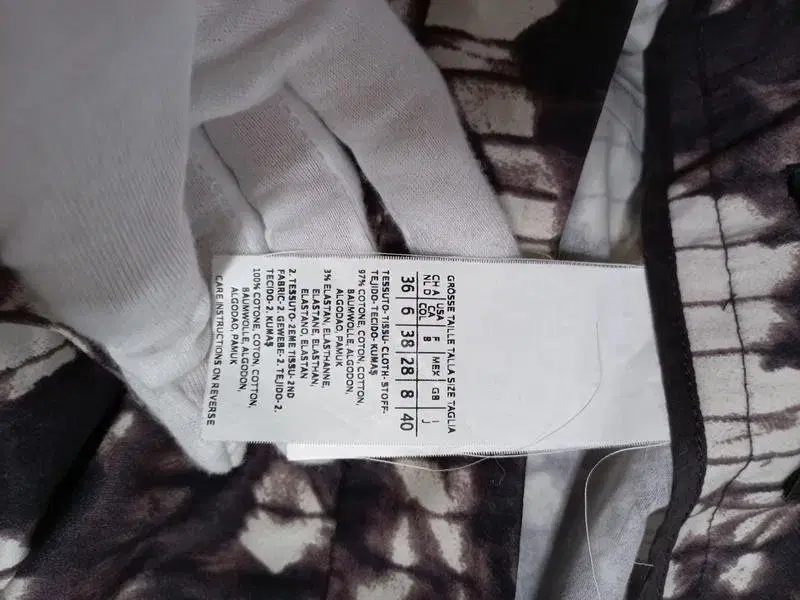 GRÖSSE TAILLE TALLA SIZE TAGLIA
CH A USA F MEX GB I
NL D CA B J
COL
36 6 38 28 8 40
TESSUTO-TISSU-CLOTH-STOFF-
TEJIDO-TECIDO-KUMAŞ
97% COTONE, COTON, COTTON,
BAUMWOLLE, ALGODON,
ALGODAO, PAMUK
3% ELASTAN, ELASTHANNE,
ELASTANE, ELASTHAN,
ELASTANO, ELASTAN
2. TESSUTO- 2EME TISSU- 2ND
FABRIC- 2. GEWEBE- 2. TEJIDO-2.
TECIDO- 2. KUMAŞ
100% COTONE, COTON, COTTON,
BAUMWOLLE, ALGODON,
ALGODAO, PAMUK
CARE INSTRUCTIONS ON REVERSE